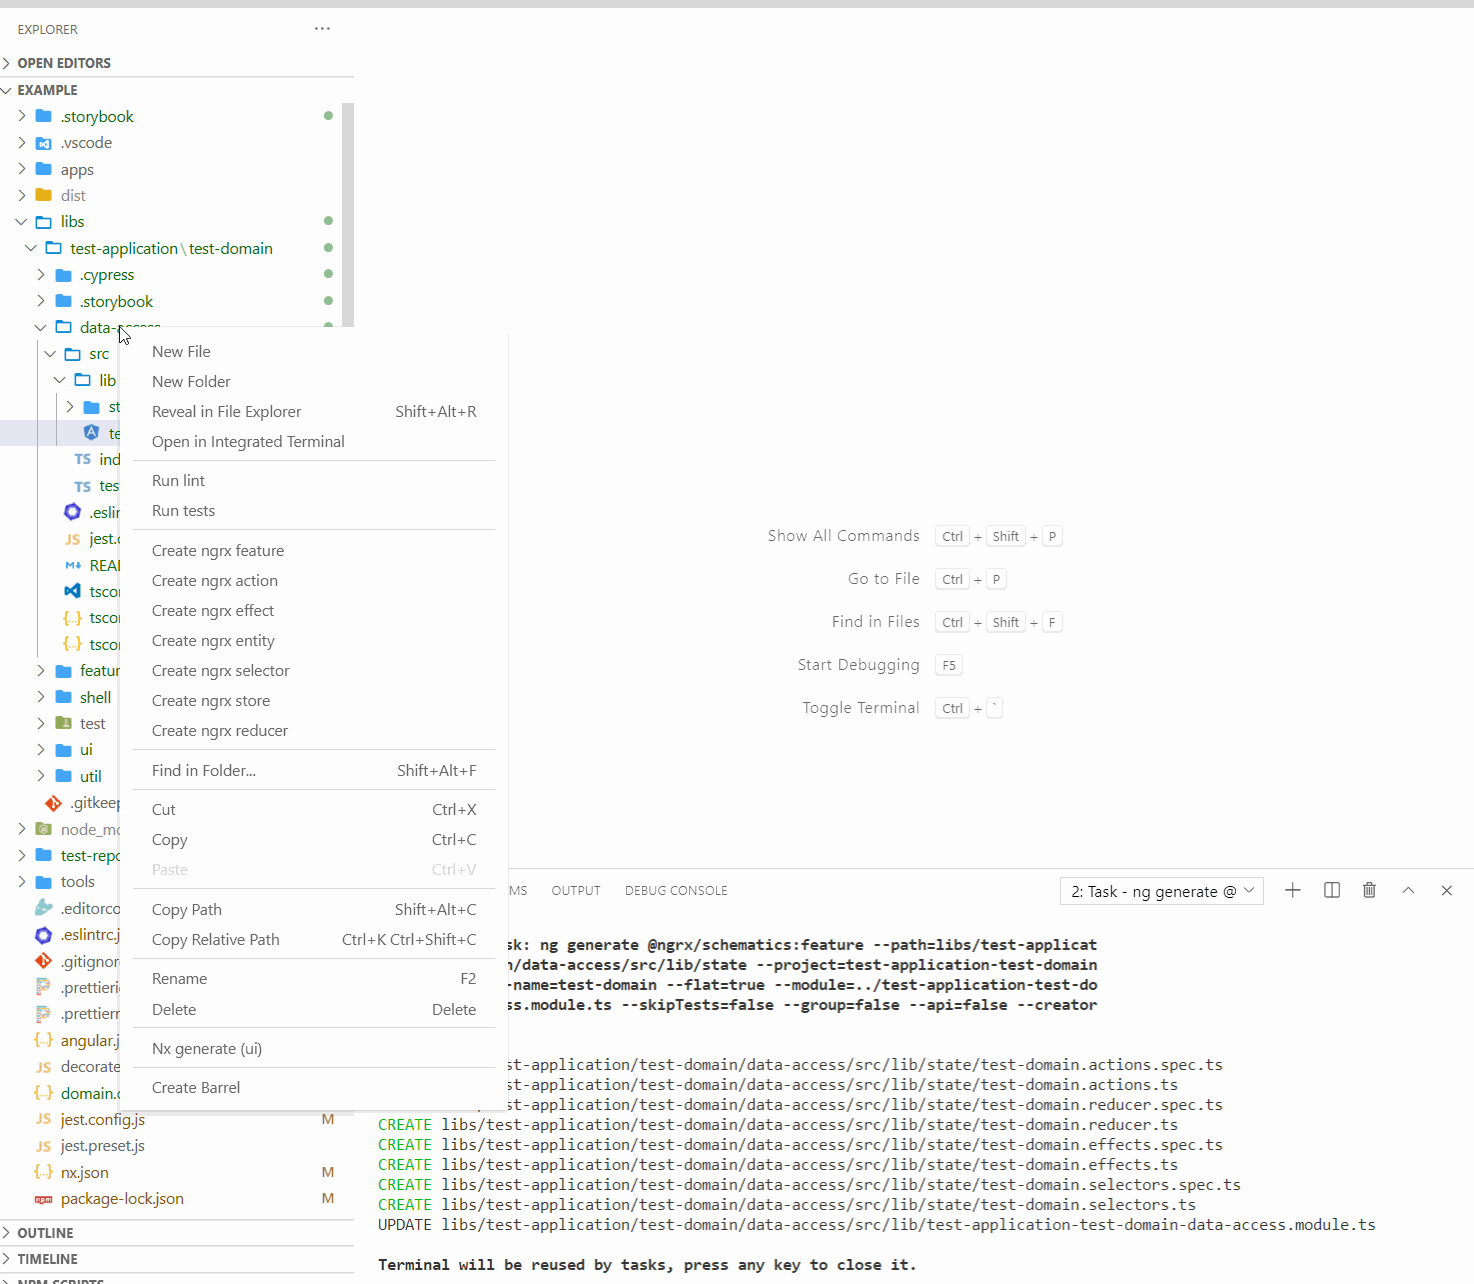 EXPLORER
OPEN EDITORS
EXAMPLE
.storybook
.vscode
apps
dist
libs
test-application\test-domain
.cypress
.storybook
data-access
src
lib
st
te
ind
tes
.eslin
jest.c
REA
tscon
tscon
tscon
featur
shell
test
ui
util
.gitkeep
node_mo
test-repo
tools
.editorco
.eslintrc.j
.gitignor
.prettieri
.prettierr
angular.j
decorate
domain.c
jest.config.js M
jest.preset.js
nx.json M
package-lock.json M
OUTLINE
TIMELINE
NPM SCRIPTS
New File
New Folder
Reveal in File Explorer Shift+Alt+R
Open in Integrated Terminal
Run lint
Run tests
Create ngrx feature
Create ngrx action
Create ngrx effect
Create ngrx entity
Create ngrx selector
Create ngrx store
Create ngrx reducer
Find in Folder... Shift+Alt+F
Cut Ctrl+X
Copy Ctrl+C
Paste Ctrl+V
Copy Path Shift+Alt+C
Copy Relative Path Ctrl+K Ctrl+Shift+C
Rename F2
Delete Delete
Nx generate (ui)
Create Barrel
Show All Commands Ctrl + Shift + P
Go to File Ctrl + P
Find in Files Ctrl + Shift + F
Start Debugging F5
Toggle Terminal Ctrl + `
MS OUTPUT DEBUG CONSOLE 2: Task - ng generate @
sk: ng generate @ngrx/schematics:feature --path=libs/test-applicat
n/data-access/src/lib/state --project=test-application-test-domain
-name=test-domain --flat=true --module=../test-application-test-do
ss.module.ts --skipTests=false --group=false --api=false --creator
st-application/test-domain/data-access/src/lib/state/test-domain.actions.spec.ts
st-application/test-domain/data-access/src/lib/state/test-domain.actions.ts
st-application/test-domain/data-access/src/lib/state/test-domain.reducer.spec.ts
CREATE libs/test-application/test-domain/data-access/src/lib/state/test-domain.reducer.ts
CREATE libs/test-application/test-domain/data-access/src/lib/state/test-domain.effects.spec.ts
CREATE libs/test-application/test-domain/data-access/src/lib/state/test-domain.effects.ts
CREATE libs/test-application/test-domain/data-access/src/lib/state/test-domain.selectors.spec.ts
CREATE libs/test-application/test-domain/data-access/src/lib/state/test-domain.selectors.ts
UPDATE libs/test-application/test-domain/data-access/src/lib/test-application-test-domain-data-access.module.ts
Terminal will be reused by tasks, press any key to close it.